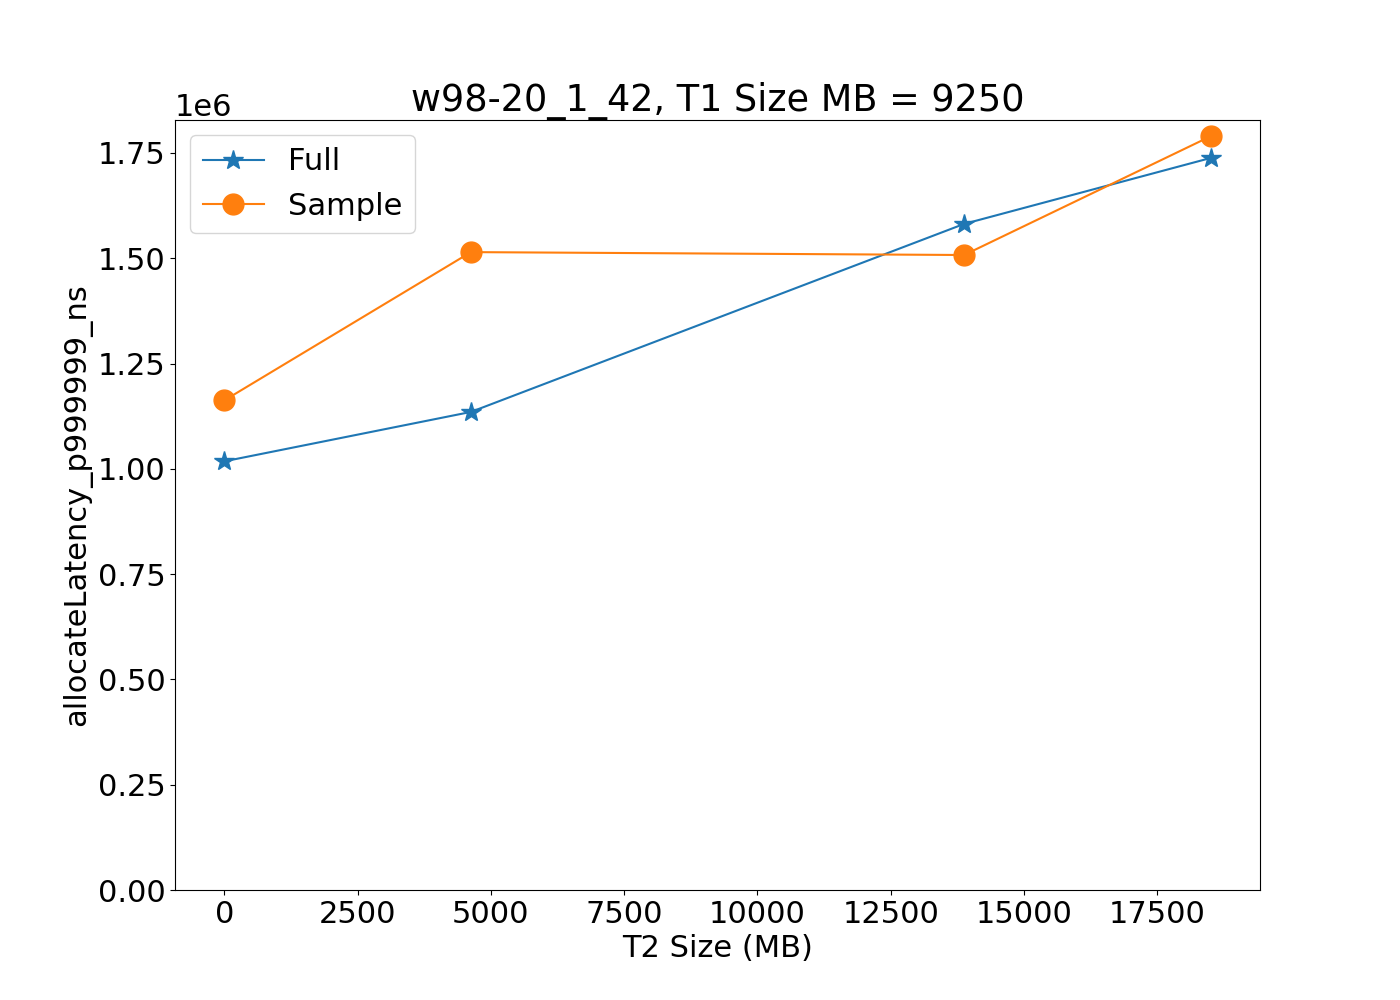 w98-20_1_42, T1 Size MB = 9250
1e6
Full
Sample
allocateLatency_p999999_ns
1.75
1.50
1.25
1.00
0.75
0.50
0.25
0.00
0 2500 5000 7500 10000 12500 15000 17500
T2 Size (MB)